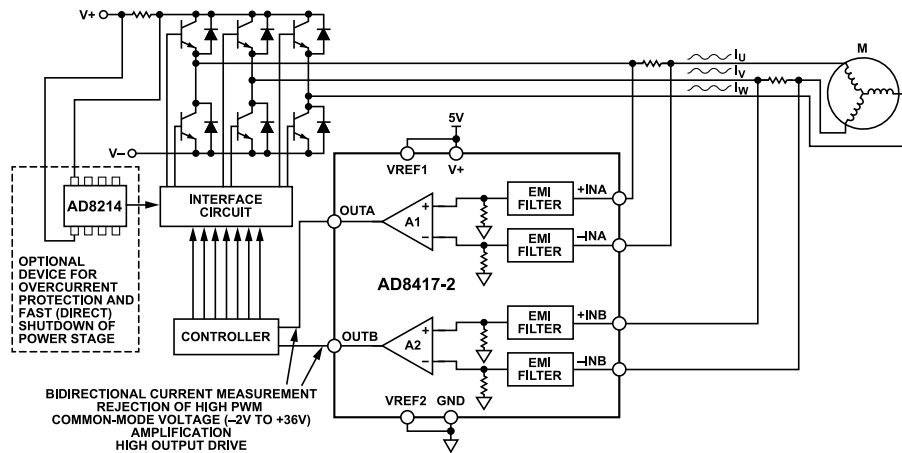 V+
V–
I_U
I_V
I_W
M
5V
VREF1
V+
AD8214
INTERFACE
CIRCUIT
OUTA
A1
+
–
EMI
FILTER
+INA
EMI
FILTER
–INA
AD8417-2
OPTIONAL
DEVICE FOR
OVERCURRENT
PROTECTION AND
FAST (DIRECT)
SHUTDOWN OF
POWER STAGE
CONTROLLER
OUTB
A2
+
–
EMI
FILTER
+INB
EMI
FILTER
–INB
BIDIRECTIONAL CURRENT MEASUREMENT
REJECTION OF HIGH PWM
COMMON-MODE VOLTAGE (–2V TO +36V)
AMPLIFICATION
HIGH OUTPUT DRIVE
VREF2
GND